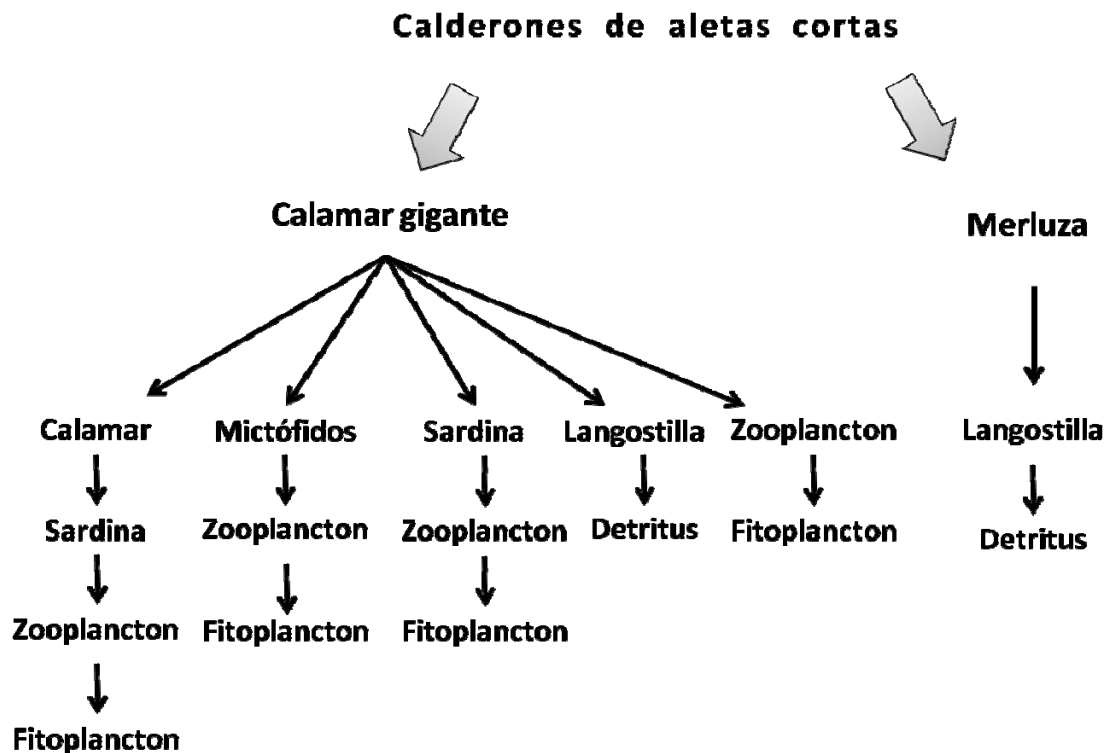 Calderones de aletas cortas
Calamar gigante
Merluza
Calamar Mictófidos Sardina Langostilla Zooplancton Langostilla
Sardina Zooplancton Zooplancton Detritus Fitoplancton Detritus
Zooplancton Fitoplancton Fitoplancton
Fitoplancton